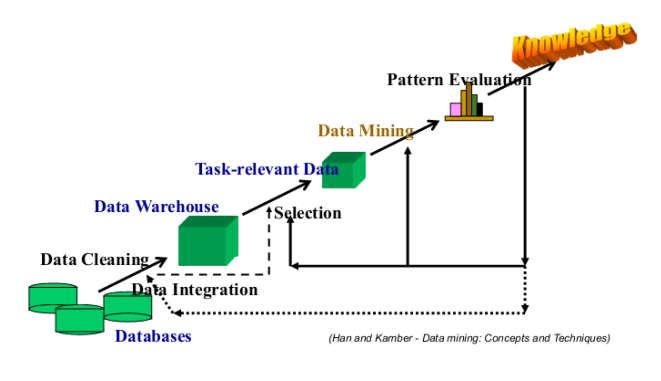 Knowledge
Pattern Evaluation
Data Mining
Task-relevant Data
Data Warehouse
Selection
Data Cleaning
Data Integration
Databases
(Han and Kamber - Data mining: Concepts and Techniques)